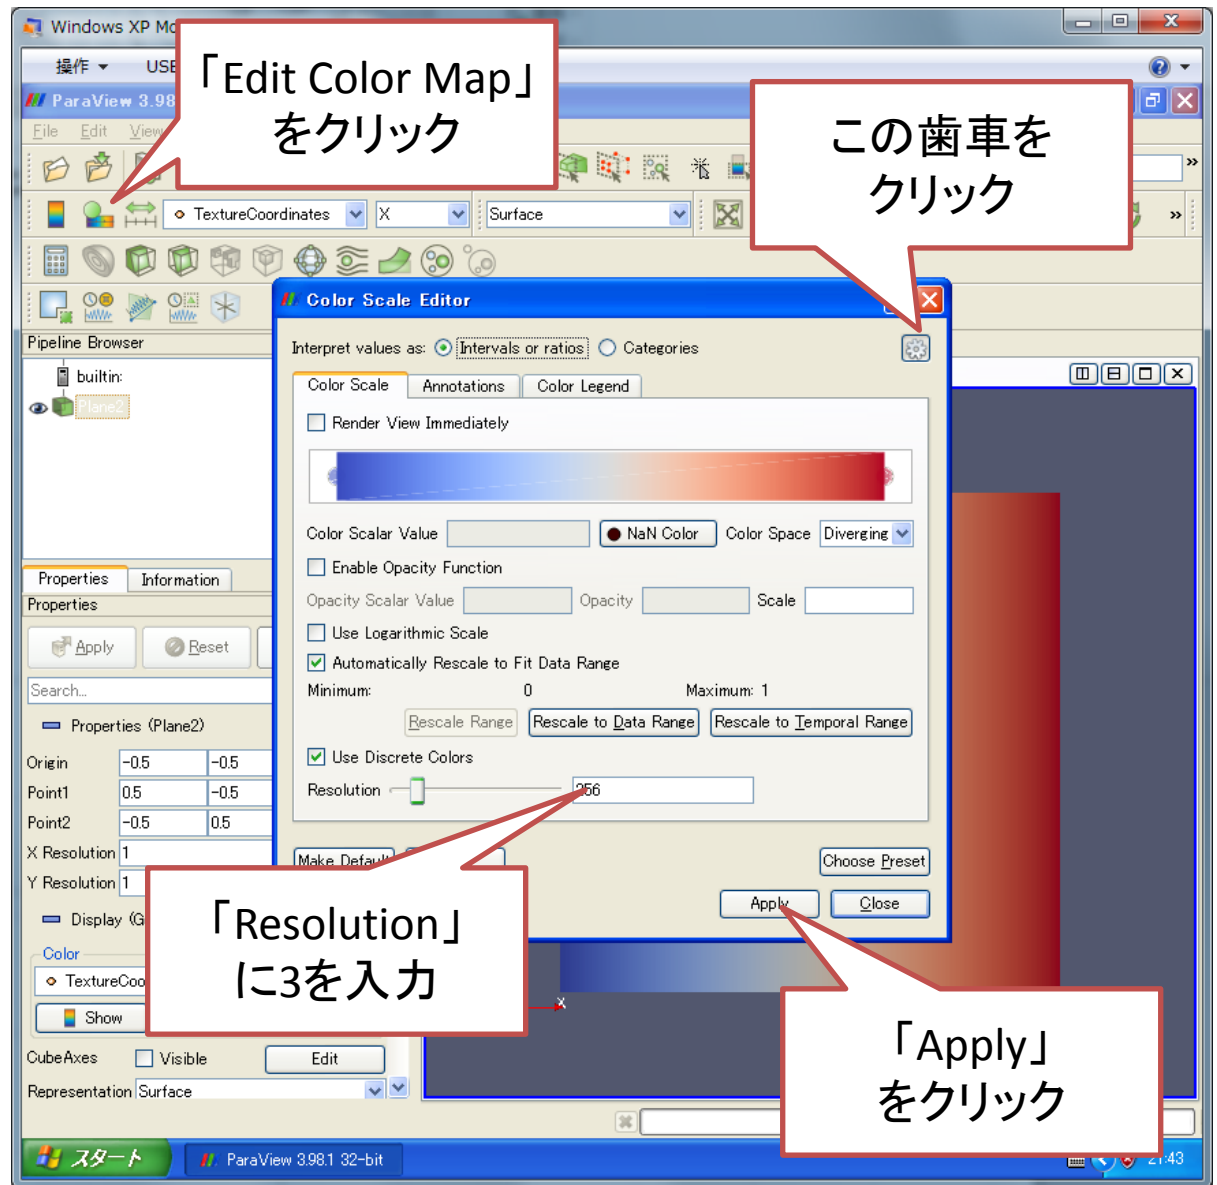 Windows XP Mo
「Edit Color Map」
をクリック
操作
USE
ParaView 3.98
この歯車を
クリック
File Edit View
TextureCoordinates X Surface
Color Scale Editor
Pipeline Browser
builtin:
Plane2
Interpret values as: Intervals or ratios Categories
Color Scale Annotations Color Legend
Render View Immediately
Color Scalar Value NaN Color Color Space Diverging
Enable Opacity Function
Opacity Scalar Value Opacity Scale
Use Logarithmic Scale
Automatically Rescale to Fit Data Range
Minimum: 0 Maximum: 1
Rescale Range Rescale to Data Range Rescale to Temporal Range
Use Discrete Colors
Resolution 256
Make Default
Choose Preset
Apply Close
Properties Information
Properties
Apply Reset
Search...
Properties (Plane2)
Origin -0.5 -0.5
Point1 0.5 -0.5
Point2 -0.5 0.5
X Resolution 1
Y Resolution 1
Display (G
Color
TextureCoo
Show
CubeAxes Visible Edit
Representation Surface
「Resolution」
に3を入力
x
「Apply」
をクリック
スタート ParaView 3.98.1 32-bit 21:43